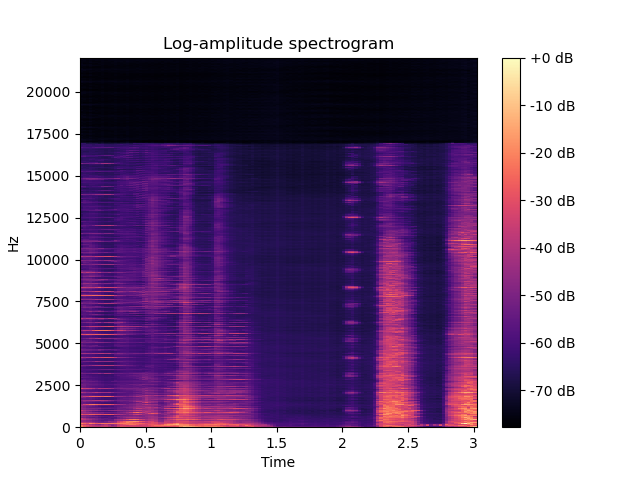 Log-amplitude spectrogram
Hz
20000
17500
15000
12500
10000
7500
5000
2500
0
0 0.5 1 1.5 2 2.5 3
Time
+0 dB
-10 dB
-20 dB
-30 dB
-40 dB
-50 dB
-60 dB
-70 dB